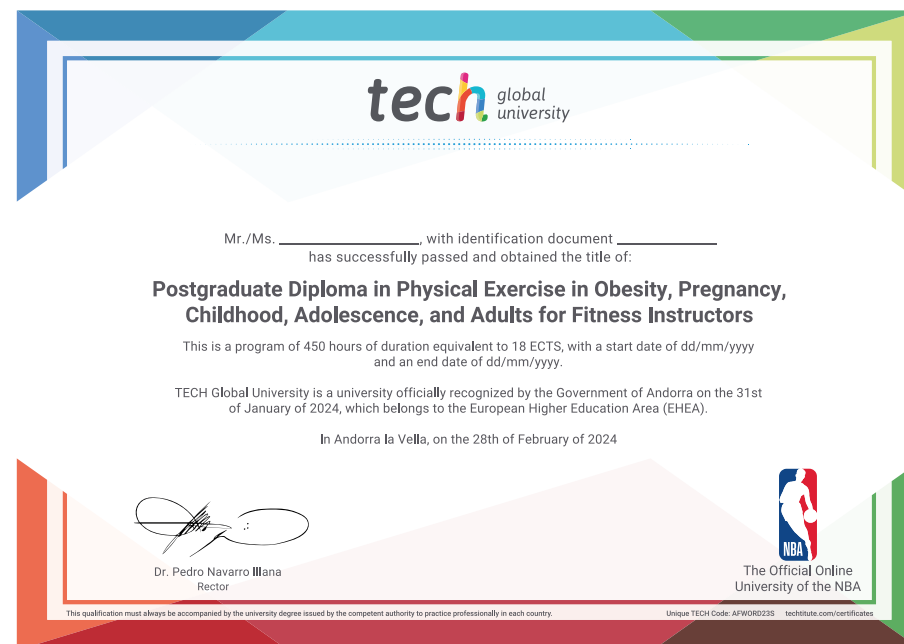 tech global university
Mr./Ms. ____________________, with identification document ______________
has successfully passed and obtained the title of:
Postgraduate Diploma in Physical Exercise in Obesity, Pregnancy,
Childhood, Adolescence, and Adults for Fitness Instructors
This is a program of 450 hours of duration equivalent to 18 ECTS, with a start date of dd/mm/yyyy
and an end date of dd/mm/yyyy.
TECH Global University is a university officially recognized by the Government of Andorra on the 31st
of January of 2024, which belongs to the European Higher Education Area (EHEA).
In Andorra la Vella, on the 28th of February of 2024
Dr. Pedro Navarro Illana
Rector
NBA
The Official Online
University of the NBA
This qualification must always be accompanied by the university degree issued by the competent authority to practice professionally in each country.
Unique TECH Code: AFWORD23S techtitute.com/certificates